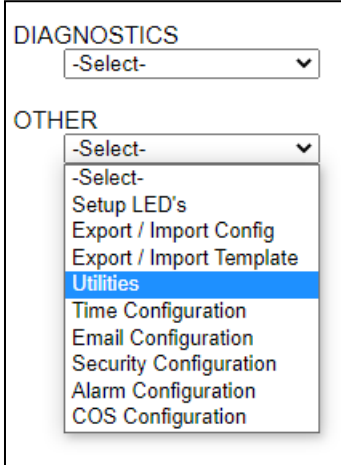 DIAGNOSTICS
-Select-
OTHER
-Select-
-Select-
Setup LED's
Export / Import Config
Export / Import Template
Utilities
Time Configuration
Email Configuration
Security Configuration
Alarm Configuration
COS Configuration